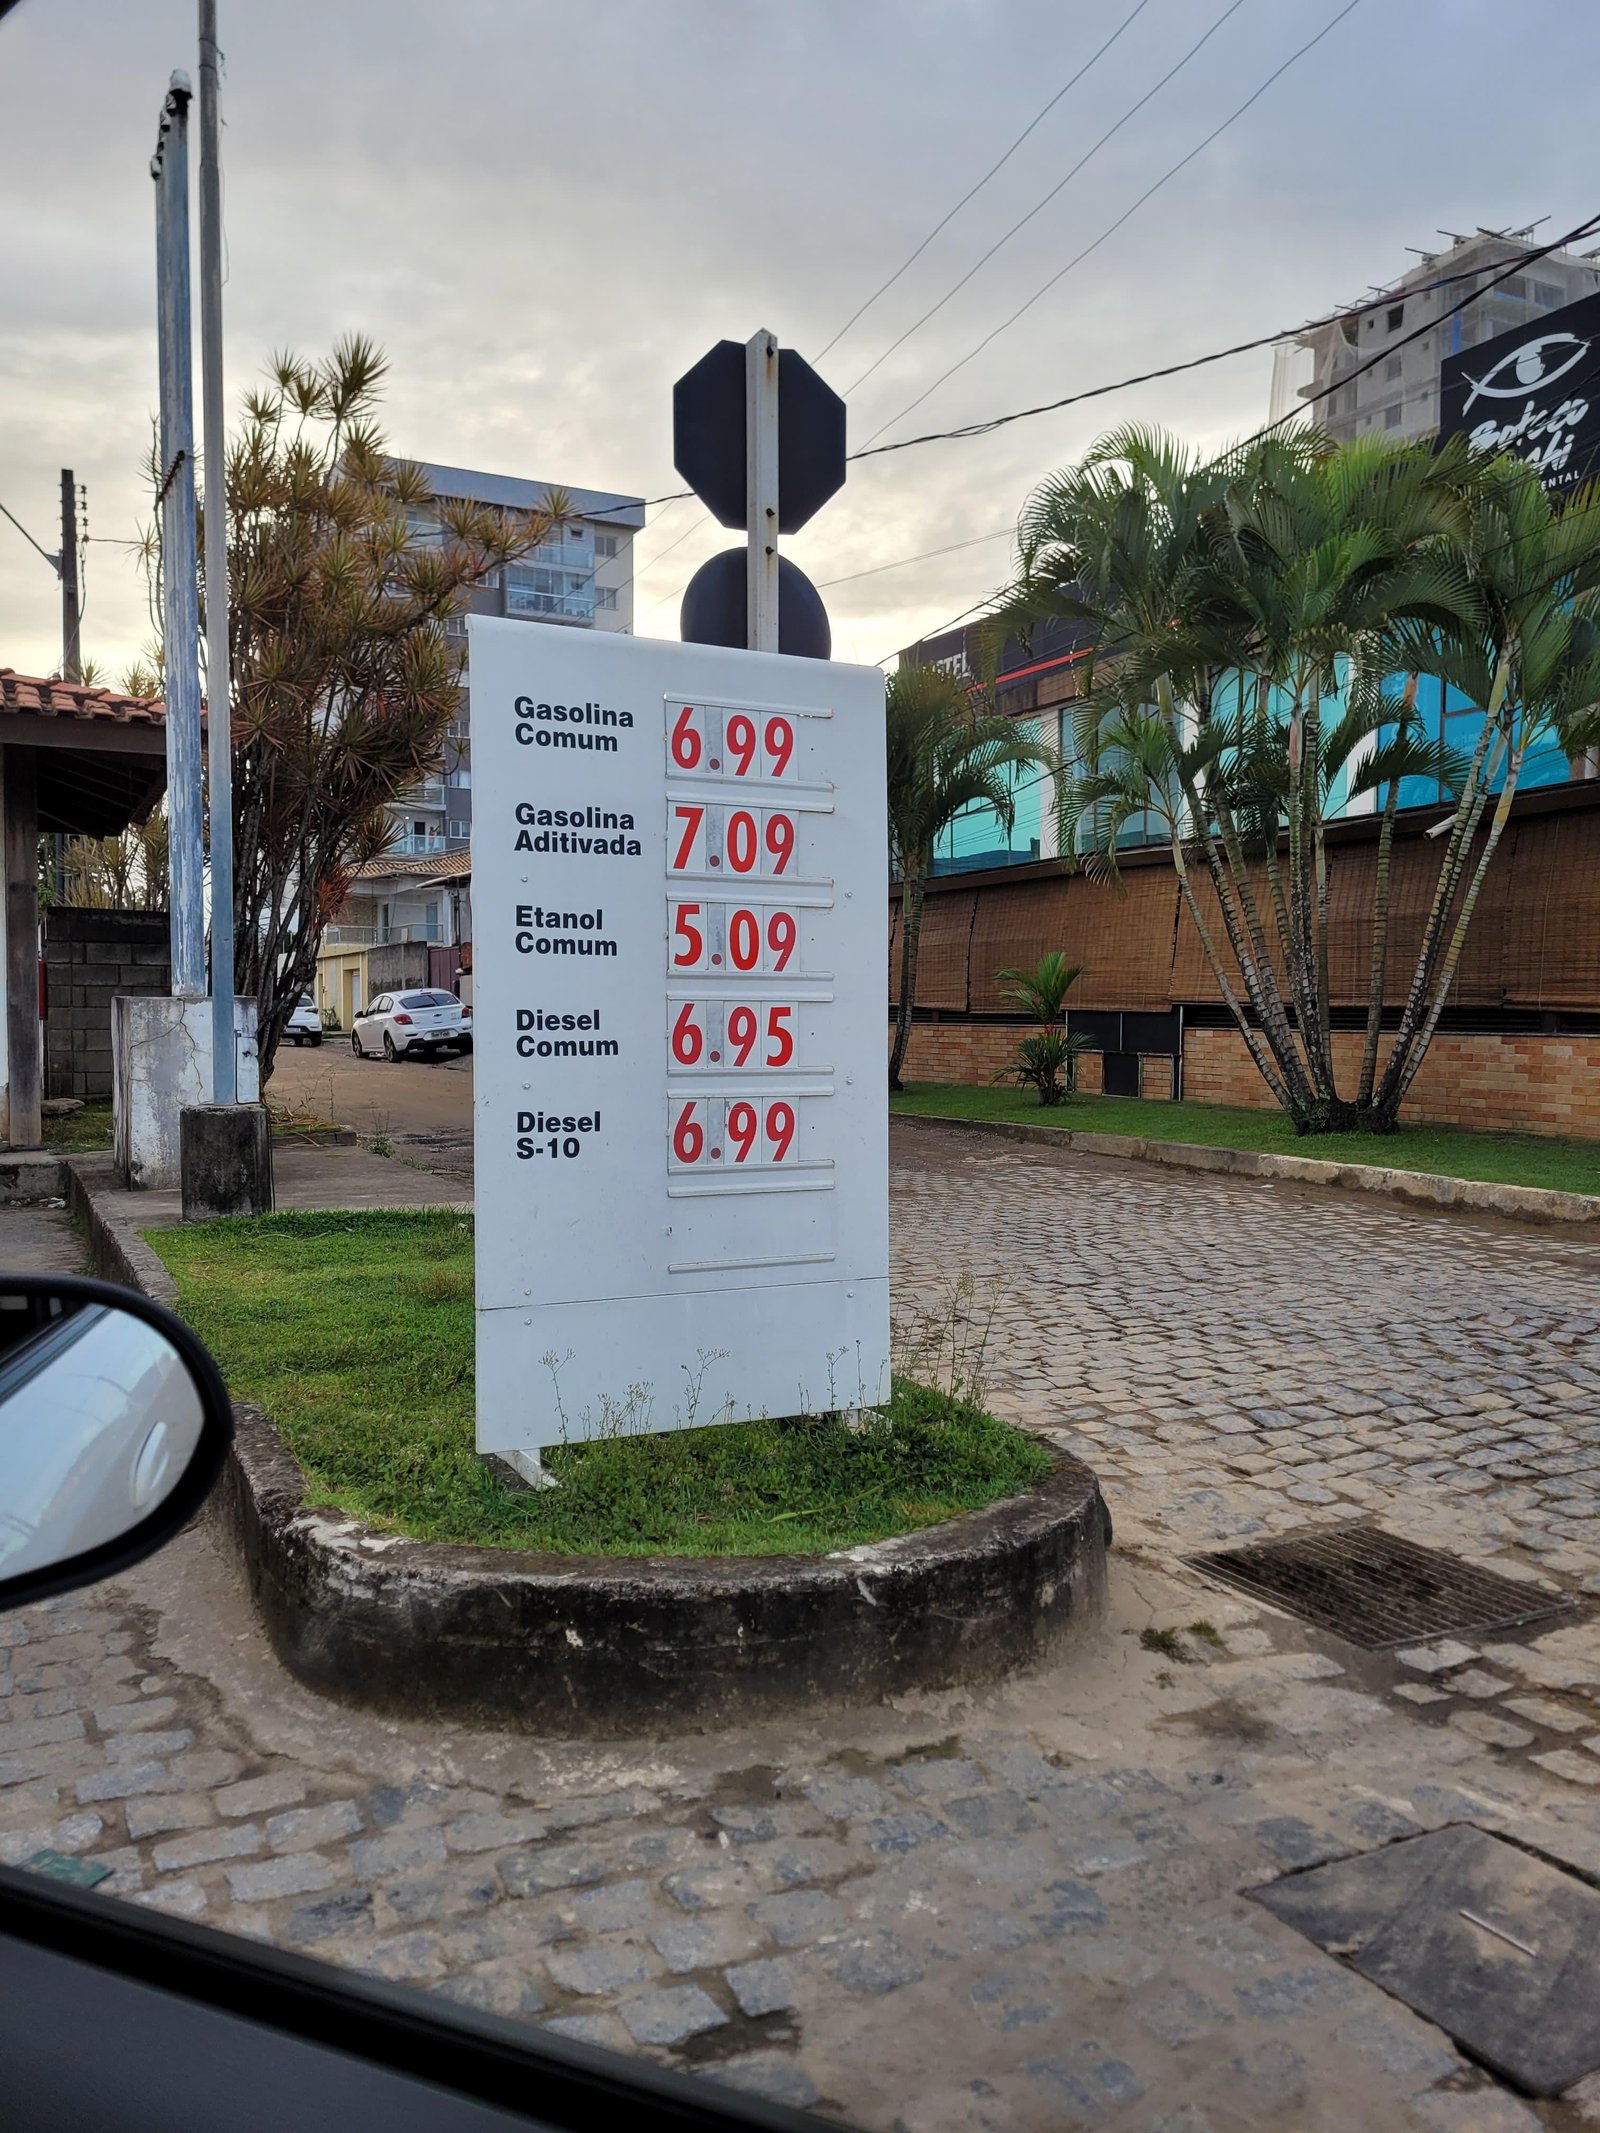 Gasolina
Comum
6.99
Gasolina
Aditivada
7.09
Etanol
Comum
5.09
Diesel
Comum
6.95
Diesel
S-10
6.99
Boteco